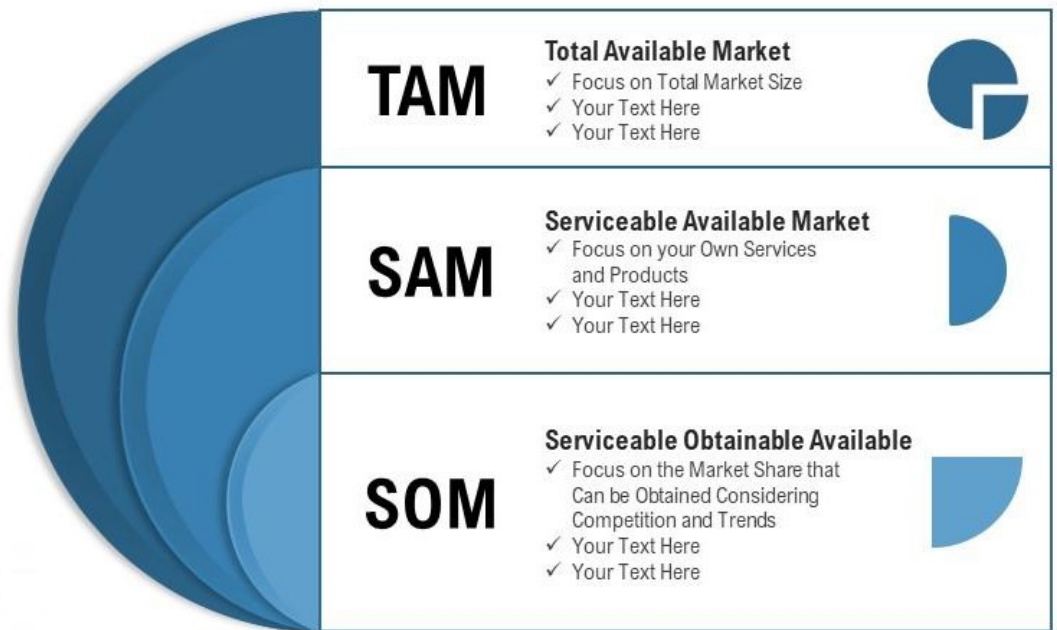 TAM
Total Available Market
✓ Focus on Total Market Size
✓ Your Text Here
✓ Your Text Here
SAM
Serviceable Available Market
✓ Focus on your Own Services
and Products
✓ Your Text Here
✓ Your Text Here
SOM
Serviceable Obtainable Available
✓ Focus on the Market Share that
Can be Obtained Considering
Competition and Trends
✓ Your Text Here
✓ Your Text Here